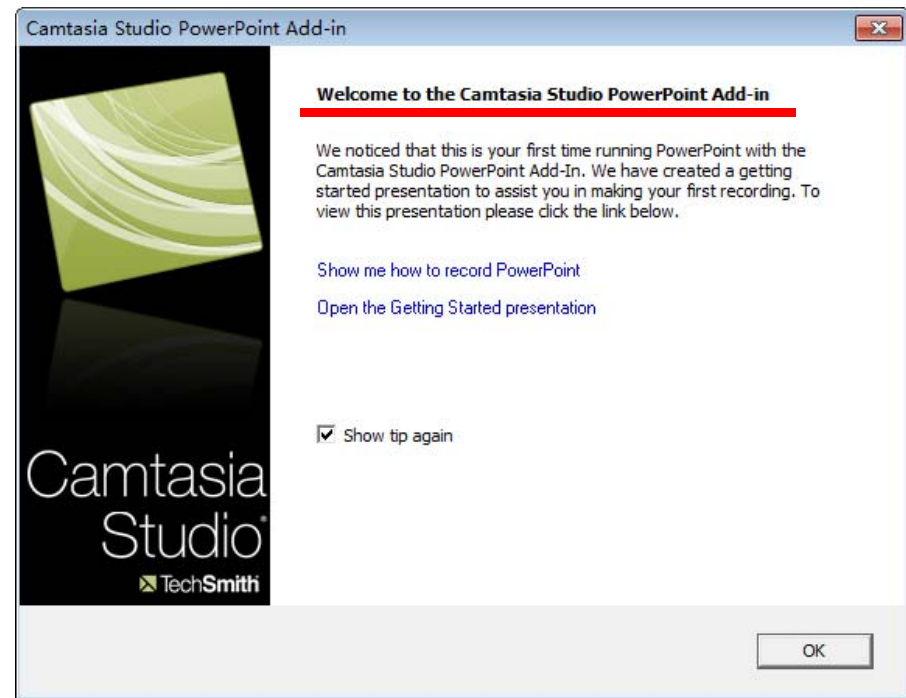 Camtasia Studio PowerPoint Add-in
Welcome to the Camtasia Studio PowerPoint Add-in
We noticed that this is your first time running PowerPoint with the
Camtasia Studio PowerPoint Add-In. We have created a getting
started presentation to assist you in making your first recording. To
view this presentation please click the link below.
Show me how to record PowerPoint
Open the Getting Started presentation
Show tip again
Camtasia
Studio
TechSmith
OK